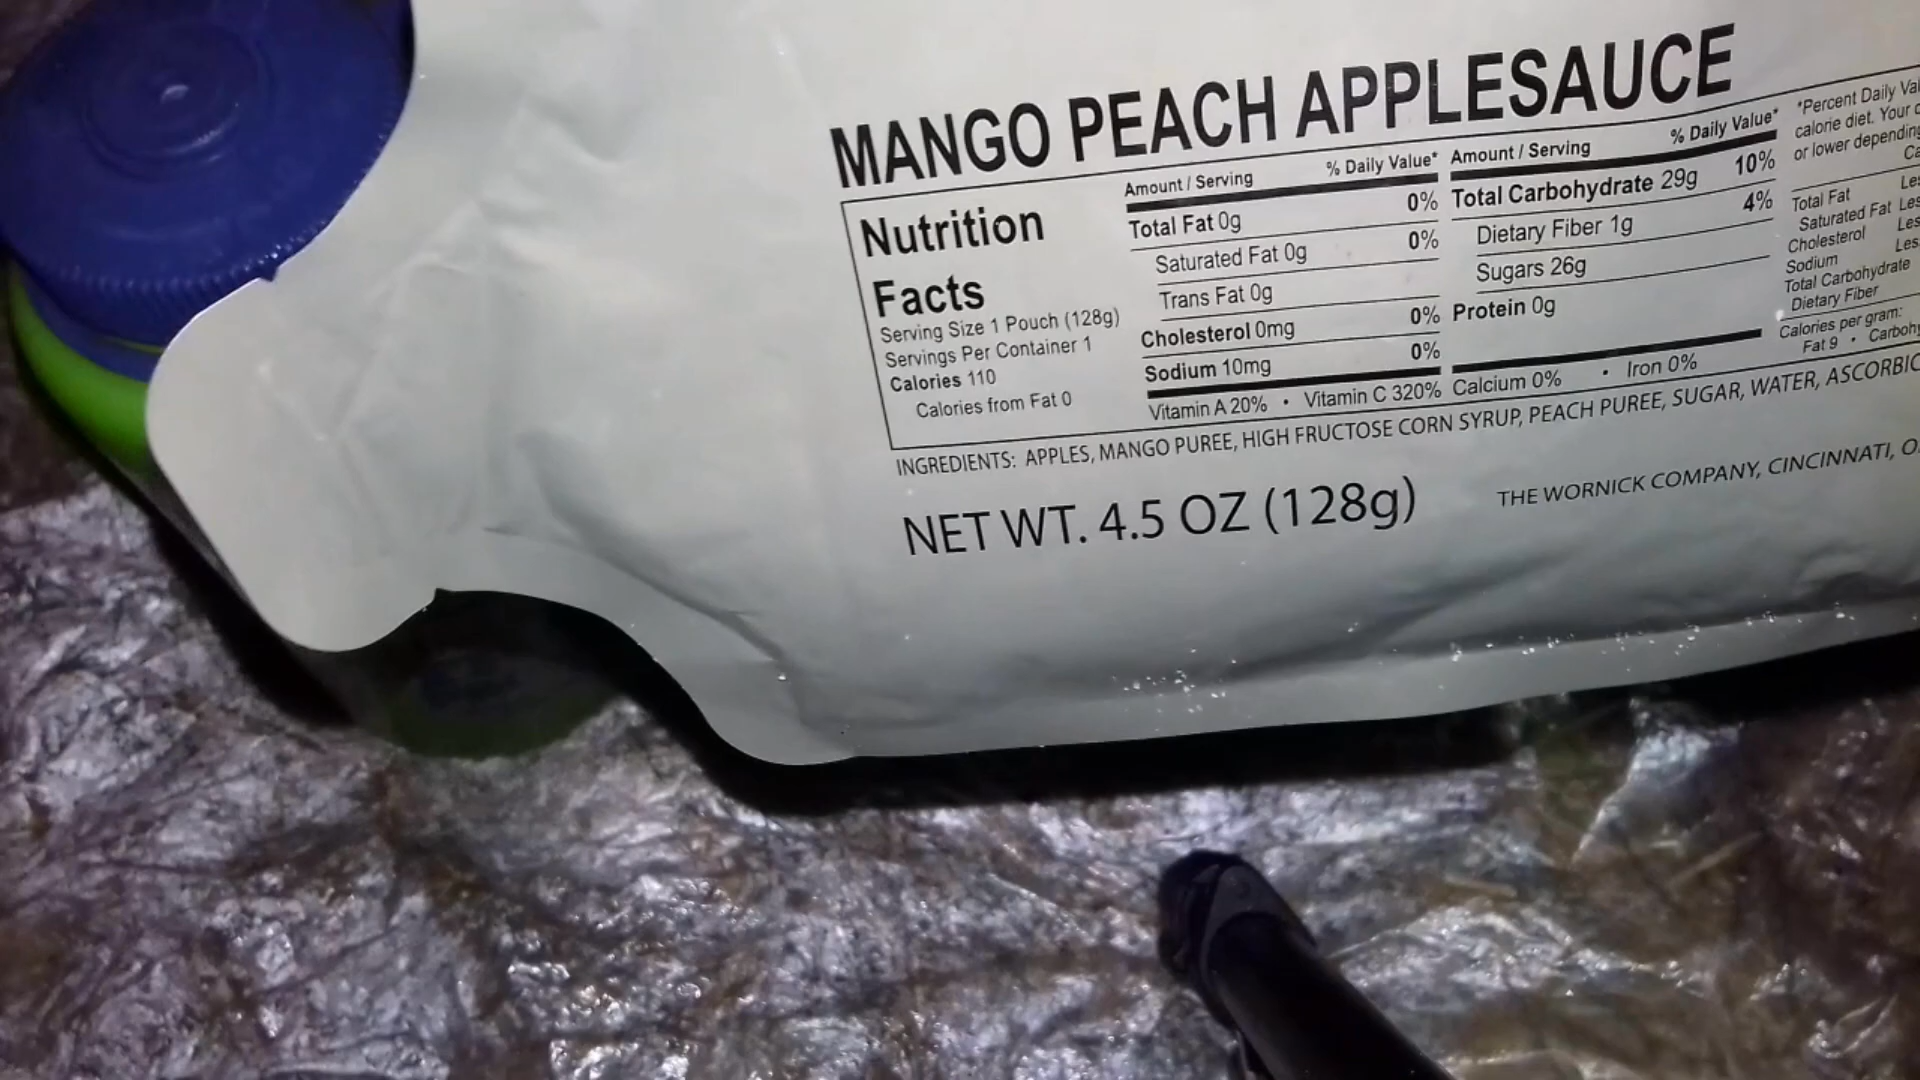 MANGO PEACH APPLESAUCE
Nutrition
Facts
Serving Size 1 Pouch (128g)
Servings Per Container 1
Calories 110
Calories from Fat 0
Amount / Serving % Daily Value*
Total Fat 0g 0%
Saturated Fat 0g 0%
Trans Fat 0g
Cholesterol 0mg 0%
Sodium 10mg 0%
Vitamin A 20% • Vitamin C 320%
Amount / Serving % Daily Value*
Total Carbohydrate 29g 10%
Dietary Fiber 1g 4%
Sugars 26g
Protein 0g
Calcium 0% • Iron 0%
*Percent Daily
calorie diet. Your
or lower depending
Total Fat
Saturated Fat
Cholesterol
Sodium
Total Carbohydrate
Dietary Fiber
Calories per gram:
Fat 9 •
INGREDIENTS: APPLES, MANGO PUREE, HIGH FRUCTOSE CORN SYRUP, PEACH PUREE, SUGAR, WATER, ASCORBIC
NET WT. 4.5 OZ (128g)
THE WORNICK COMPANY, CINCINNATI,